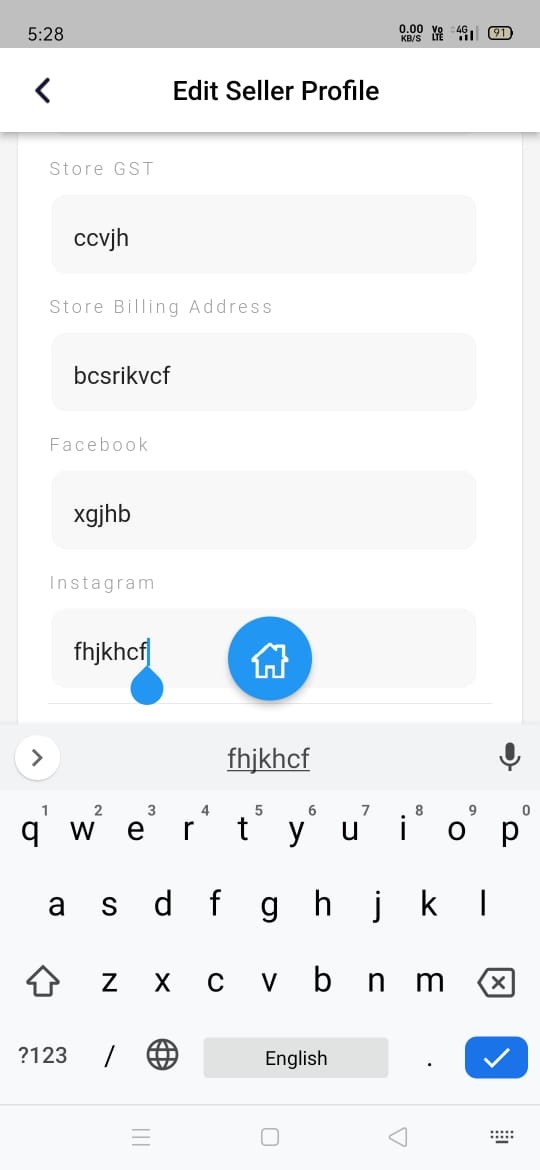 5:28
0.00 KB/S
Vo LTE
4G
91
Edit Seller Profile
Store GST
ccvjh
Store Billing Address
bcsrikvcf
Facebook
xgjhb
Instagram
fhjkhcf
fhjkhcf
1 2 3 4 5 6 7 8 9 0
q w e r t y u i o p
a s d f g h j k l
z x c v b n m
?123 / English .